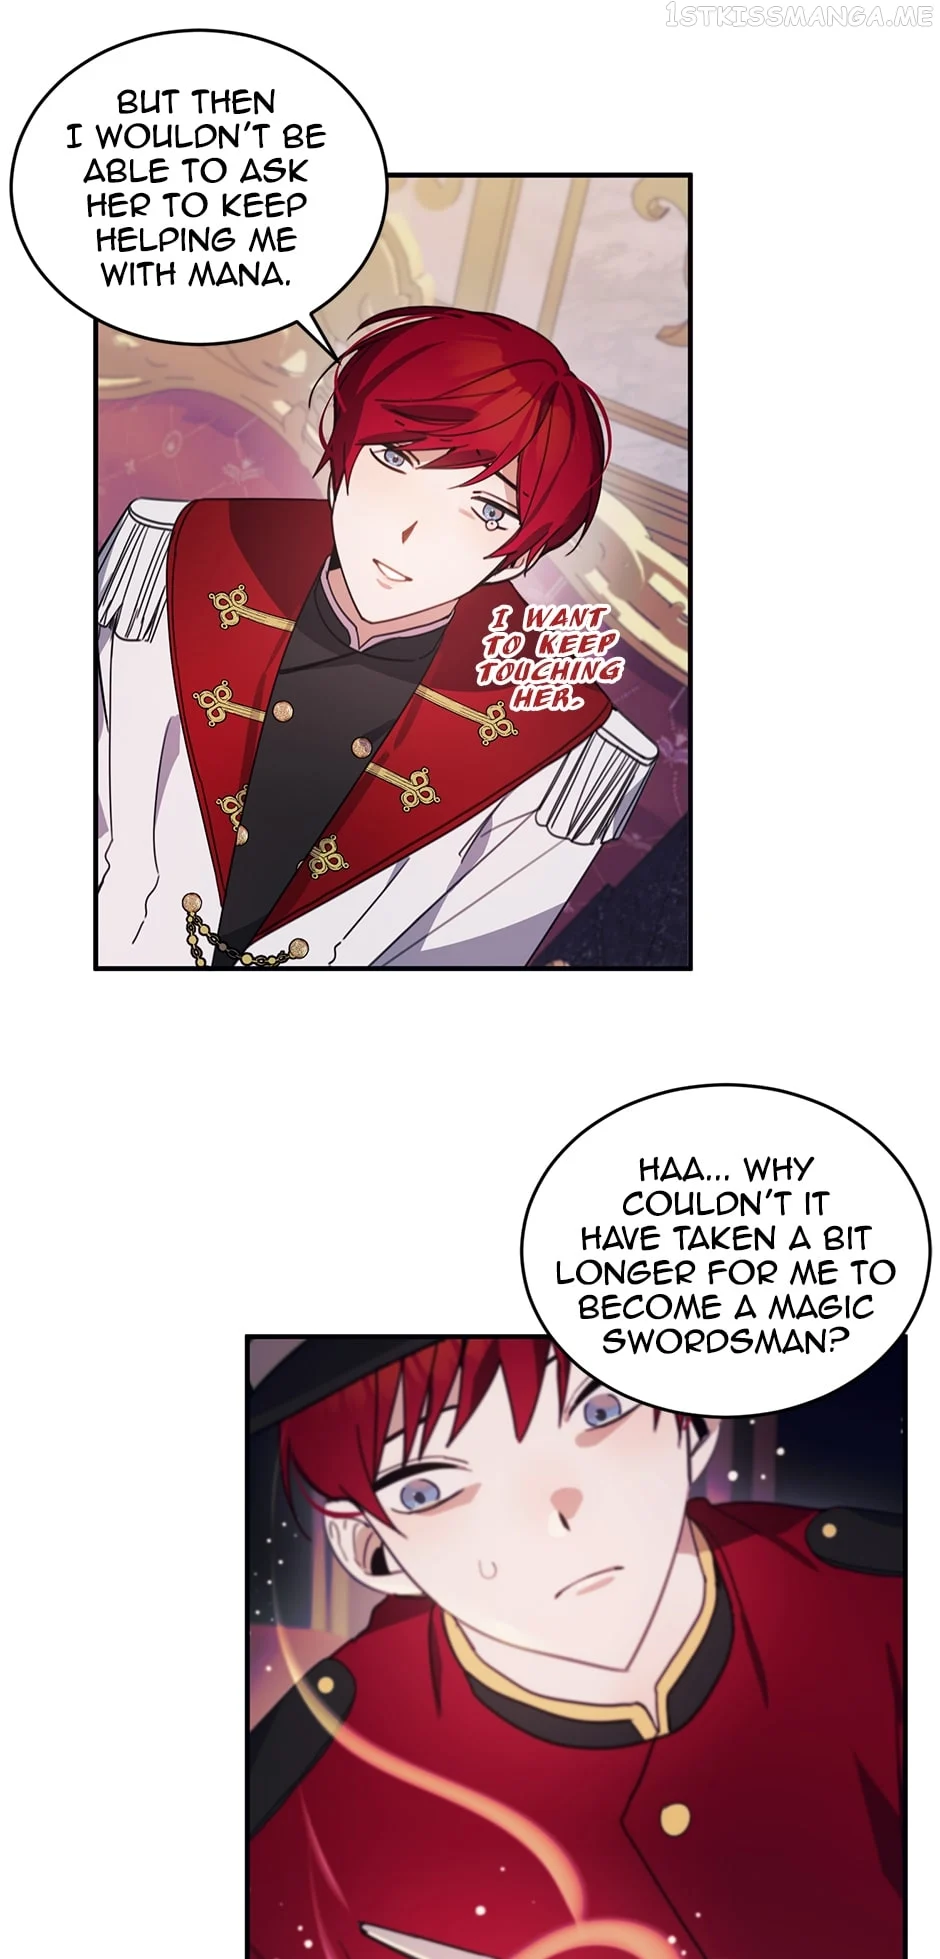 1STKISSMANGA.ME
BUT THEN
I WOULDN'T BE
ABLE TO ASK
HER TO KEEP
HELPING ME
WITH MANA.
I WANT
TO KEEP
TOUCHING
HER.
HAA... WHY
COULDN'T IT
HAVE TAKEN A BIT
LONGER FOR ME TO
BECOME A MAGIC
SWORDSMAN?